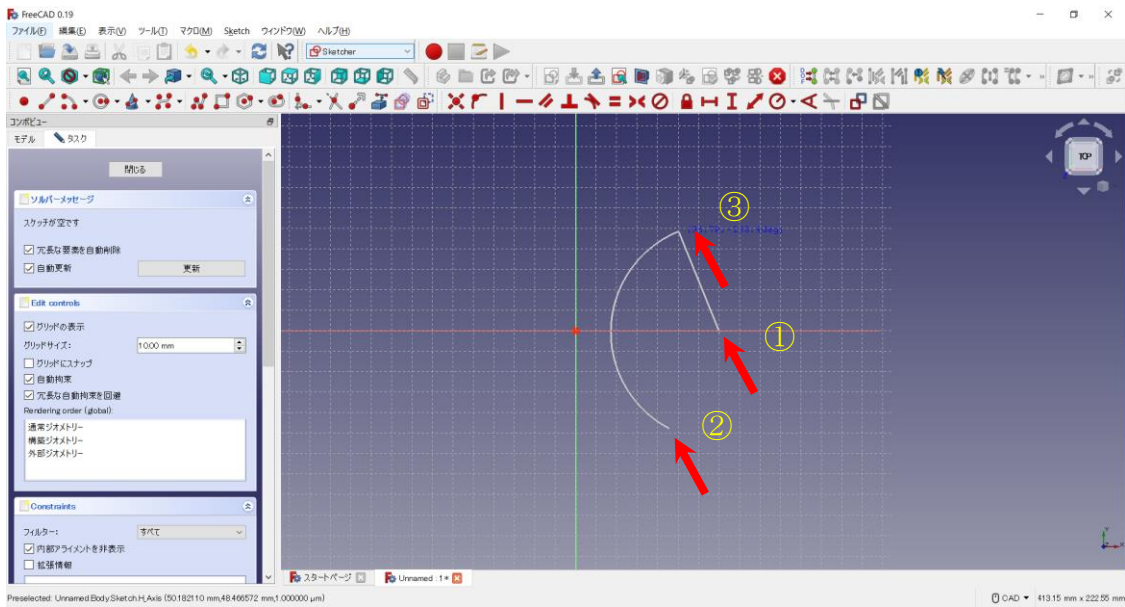 FreeCAD 0.19
ファイル(F) 編集(E) 表示(V) ツール(T) マクロ(M) Sketch ウィンドウ(W) ヘルプ(H)
Sketcher
コンボビュー
モデル タスク
閉じる
ソルバーメッセージ
スケッチが空です
冗長な要素を自動削除
自動更新 更新
Edit controls
グリッドの表示
グリッドサイズ: 10.00 mm
グリッドにスナップ
自動拘束
冗長な自動拘束を回避
Rendering order (global):
通常ジオメトリー
構築ジオメトリー
外部ジオメトリー
Constraints
フィルター: すべて
内部アライメントを非表示
拡張情報
③
①
②
TOP
Y
X
スタートページ Unnamed : 1*
Preselected: Unnamed.Body.Sketch.H_Axis (50.182110 mm,48.466572 mm,1.000000 μm)
CAD 413.15 mm x 222.55 mm